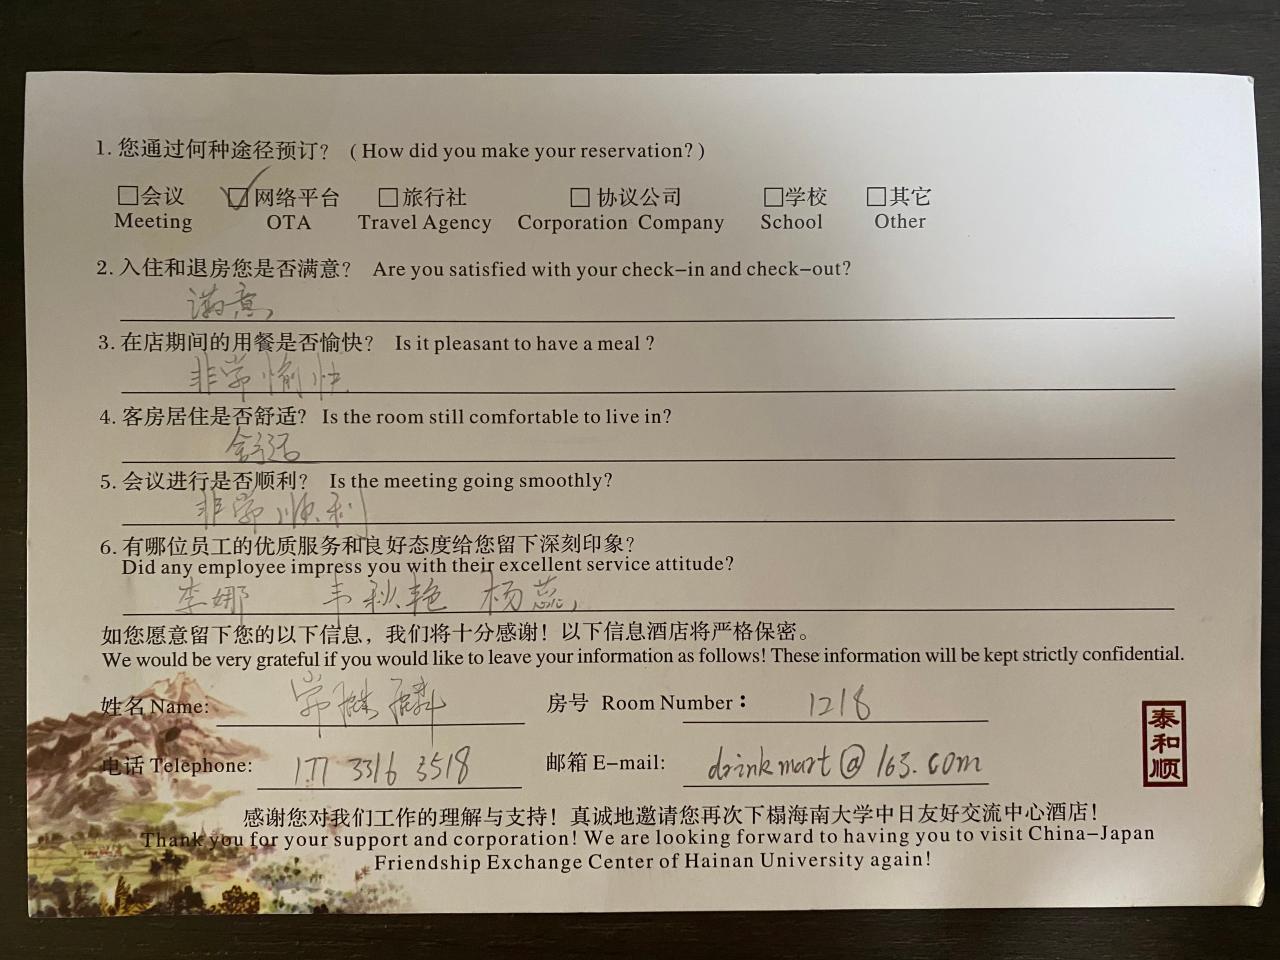 1. 您通过何种途径预订？ ( How did you make your reservation? )
□会议 ☑网络平台 □旅行社 □ 协议公司 □学校 □其它
Meeting OTA Travel Agency Corporation Company School Other
2. 入住和退房您是否满意？ Are you satisfied with your check-in and check-out?
满意
3. 在店期间的用餐是否愉快？ Is it pleasant to have a meal ?
非常愉快
4. 客房居住是否舒适？ Is the room still comfortable to live in?
舒适
5. 会议进行是否顺利？ Is the meeting going smoothly?
非常顺利
6. 有哪位员工的优质服务和良好态度给您留下深刻印象？
Did any employee impress you with their excellent service attitude?
李娜 韦秋艳 杨蕊
如您愿意留下您的以下信息，我们将十分感谢！以下信息酒店将严格保密。
We would be very grateful if you would like to leave your information as follows! These information will be kept strictly confidential.
姓名 Name: 常麒麟 房号 Room Number： 1218
电话 Telephone: 177 3316 3518 邮箱 E-mail: drinkmart@163.com
泰和顺
感谢您对我们工作的理解与支持！真诚地邀请您再次下榻海南大学中日友好交流中心酒店！
Thank you for your support and corporation! We are looking forward to having you to visit China-Japan
Friendship Exchange Center of Hainan University again!